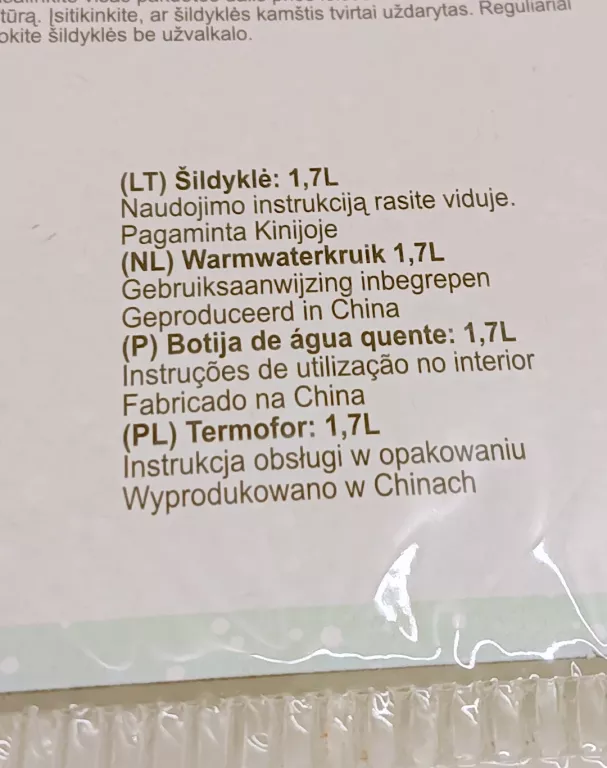 tūrą. Įsitikinkite, ar šildyklės kamštis tvirtai uždarytas. Reguliariai
okite šildyklės be užvalkalo.
(LT) Šildyklė: 1,7L
Naudojimo instrukciją rasite viduje.
Pagaminta Kinijoje
(NL) Warmwaterkruik 1,7L
Gebruiksaanwijzing inbegrepen
Geproduceerd in China
(P) Botija de água quente: 1,7L
Instruções de utilização no interior
Fabricado na China
(PL) Termofor: 1,7L
Instrukcja obsługi w opakowaniu
Wyprodukowano w Chinach